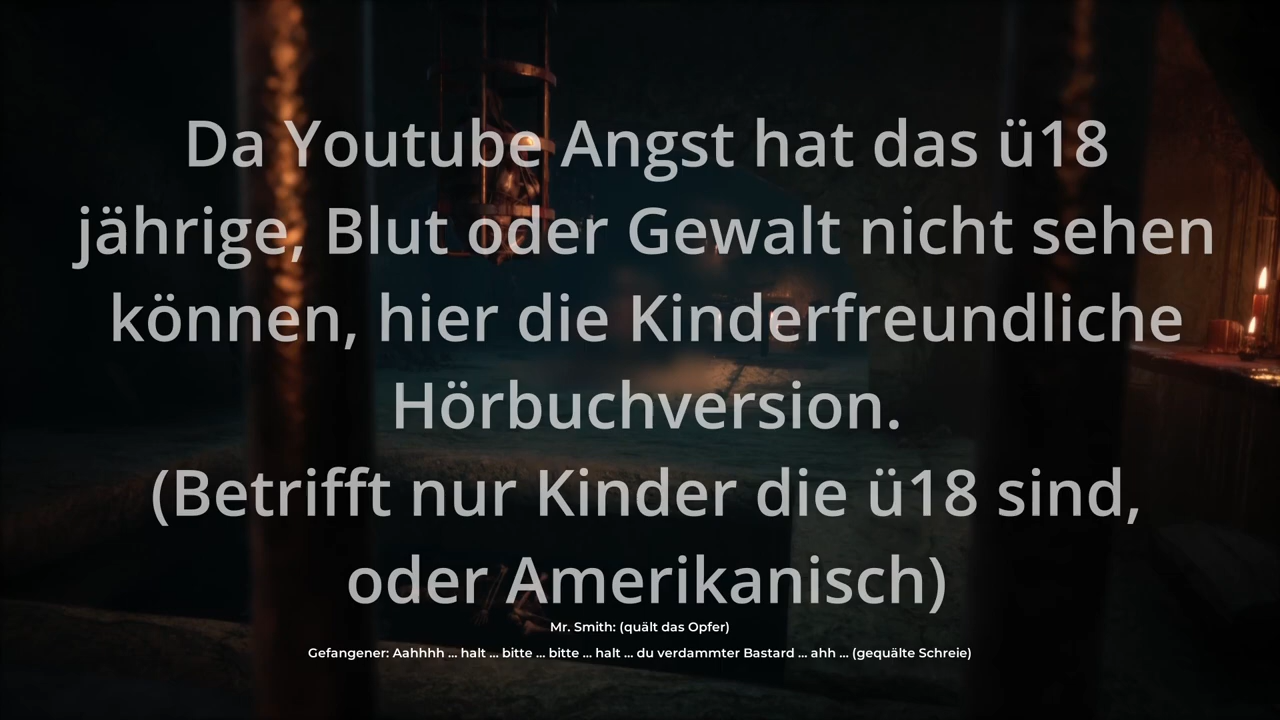 Da Youtube Angst hat das ü18
jährige, Blut oder Gewalt nicht sehen
können, hier die Kinderfreundliche
Hörbuchversion.
(Betrifft nur Kinder die ü18 sind,
oder Amerikanisch)
Mr. Smith: (quält das Opfer)
Gefangener: Aahhhh ... halt ... bitte ... bitte ... halt ... du verdammter Bastard ... ahh ... (gequälte Schreie)